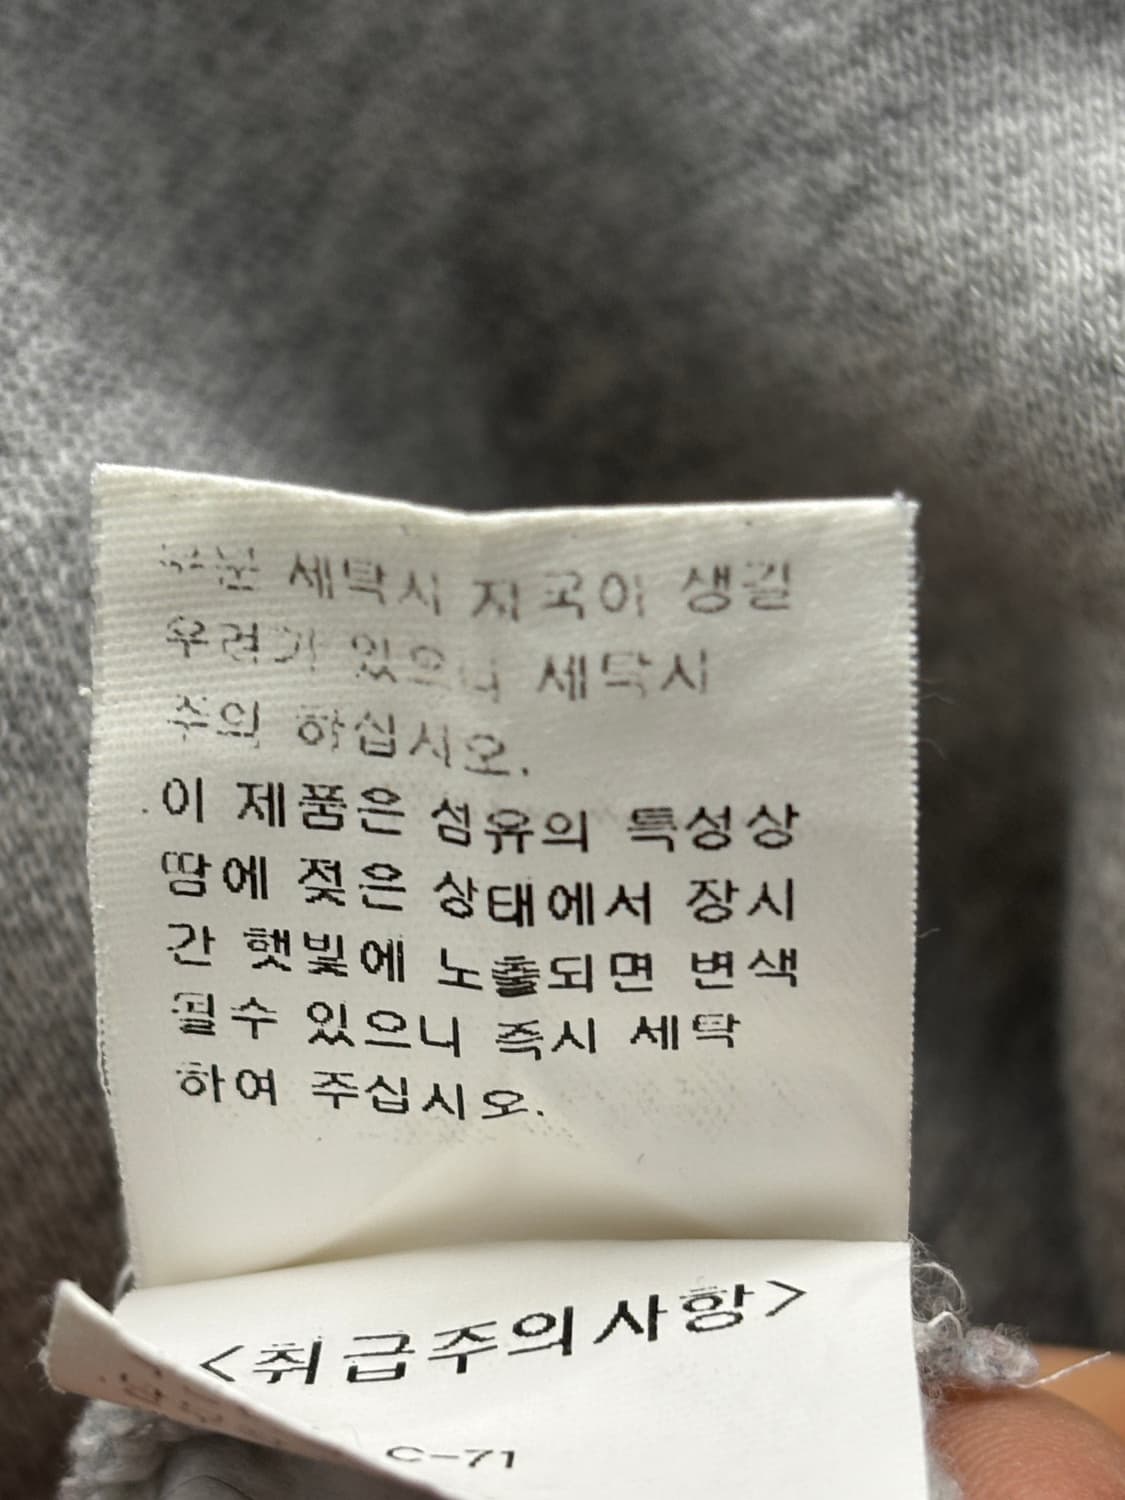 세탁시 자국이 생길
우려가 있으니 세탁시
주의 하십시오.
이 제품은 섬유의 특성상
땀에 젖은 상태에서 장시
간 햇빛에 노출되면 변색
될수 있으니 즉시 세탁
하여 주십시오.
<취급주의사항>
C-71